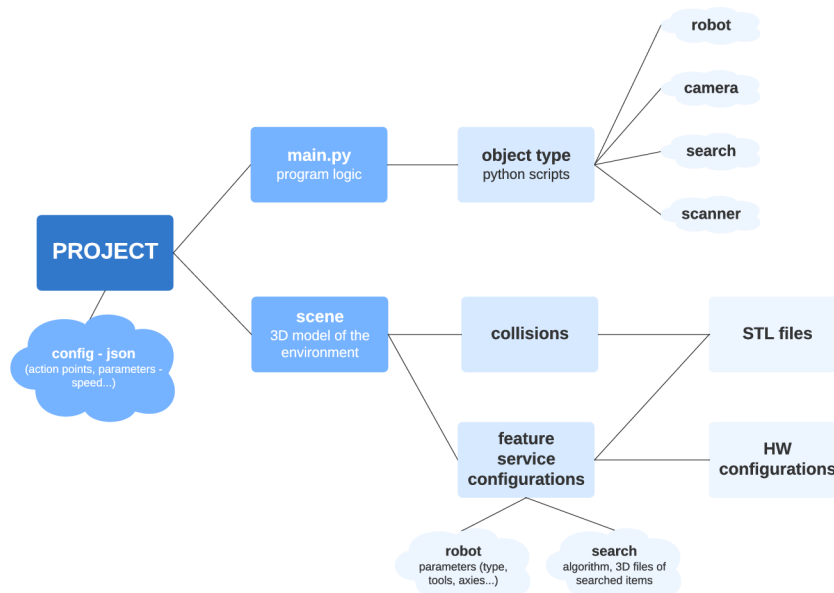 robot
camera
main.py
program logic
object type
python scripts
search
scanner
PROJECT
scene
3D model of the
environment
collisions
STL files
config - json
(action points, parameters -
speed...)
feature
service
configurations
HW
configurations
robot
parameters (type,
tools, axies...)
search
algorithm, 3D files of
searched items